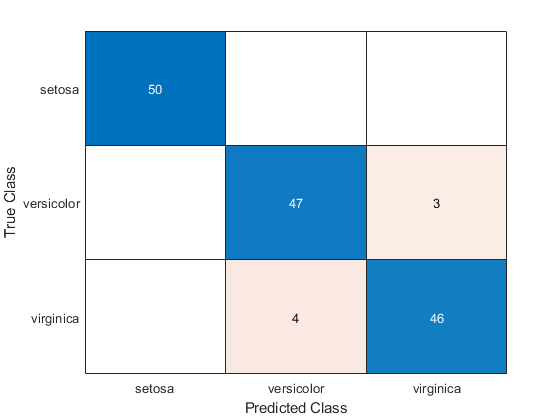 True Class
setosa
50
versicolor
47
3
virginica
4
46
setosa
versicolor
virginica
Predicted Class